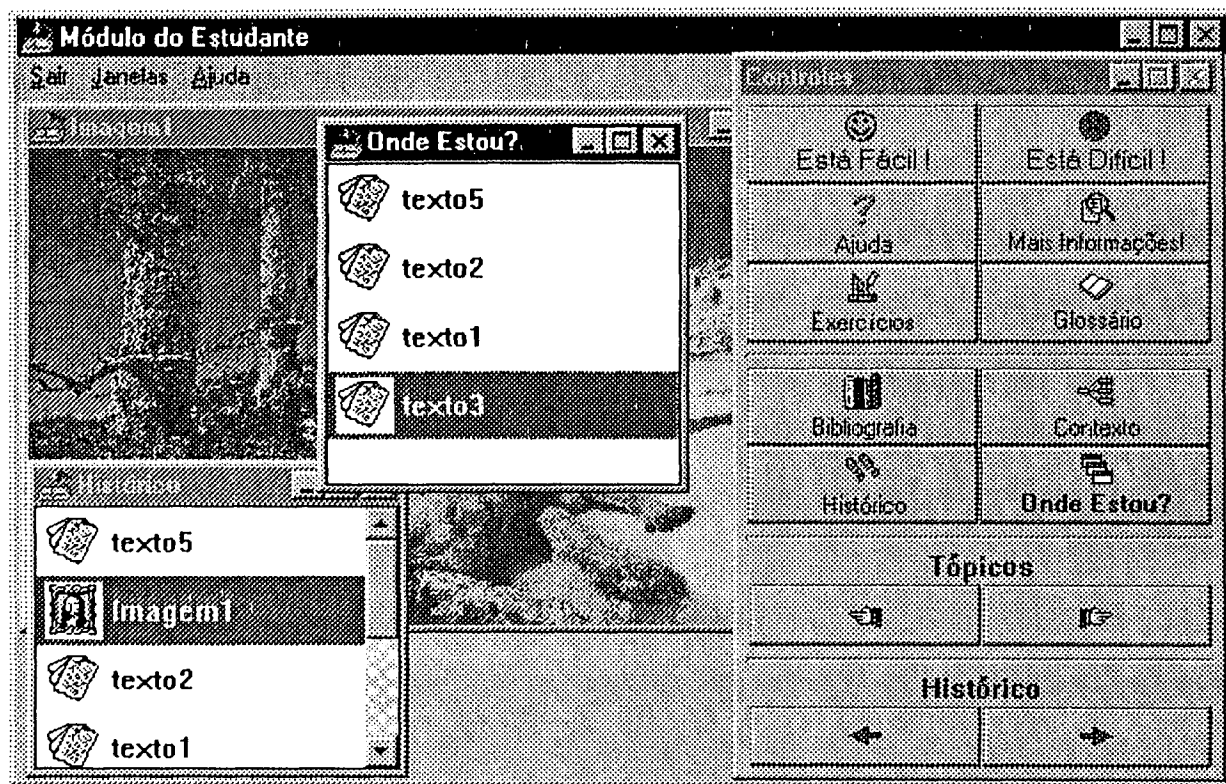 Módulo do Estudante
Sair Janelas Ajuda
Imagem1
Onde Estou?
texto5
texto2
texto1
texto3
Histórico
texto5
Imagem1
texto2
texto1
Controles
Está Fácil !
Está Difícil !
Ajuda
Mais Informações!
Exercícios
Glossário
Bibliografia
Contexto
Histórico
Onde Estou?
Tópicos
Histórico